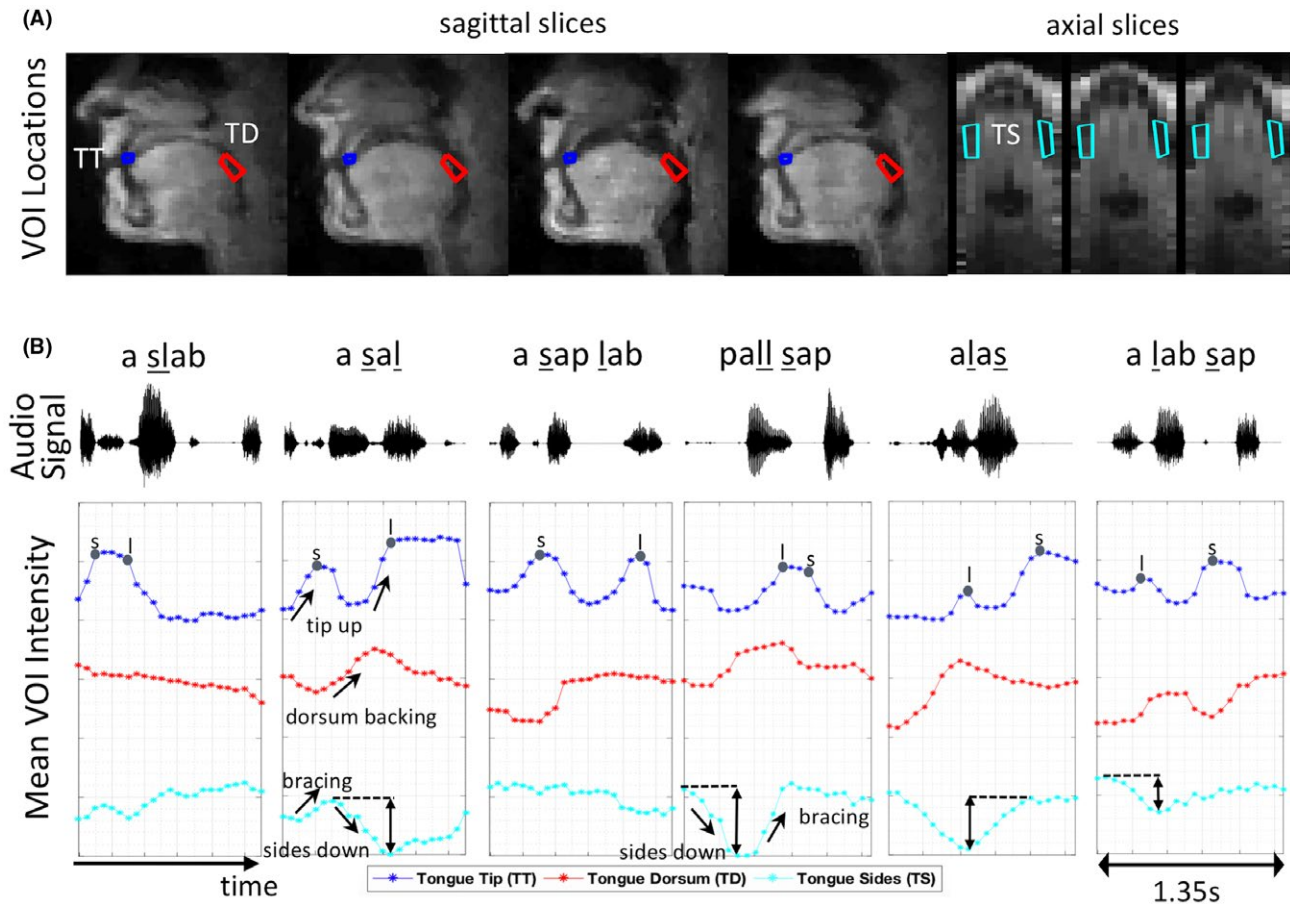 (A)
sagittal slices
axial slices
VOI Locations
TT
TD
TS
(B)
a slab
a sal
a sap lab
pall sap
alas
a lab sap
Audio
Signal
Mean VOI Intensity
s
l
s
l
s
l
l
s
l
s
l
s
tip up
dorsum backing
bracing
sides down
sides down
bracing
time
Tongue Tip (TT)
Tongue Dorsum (TD)
Tongue Sides (TS)
1.35s